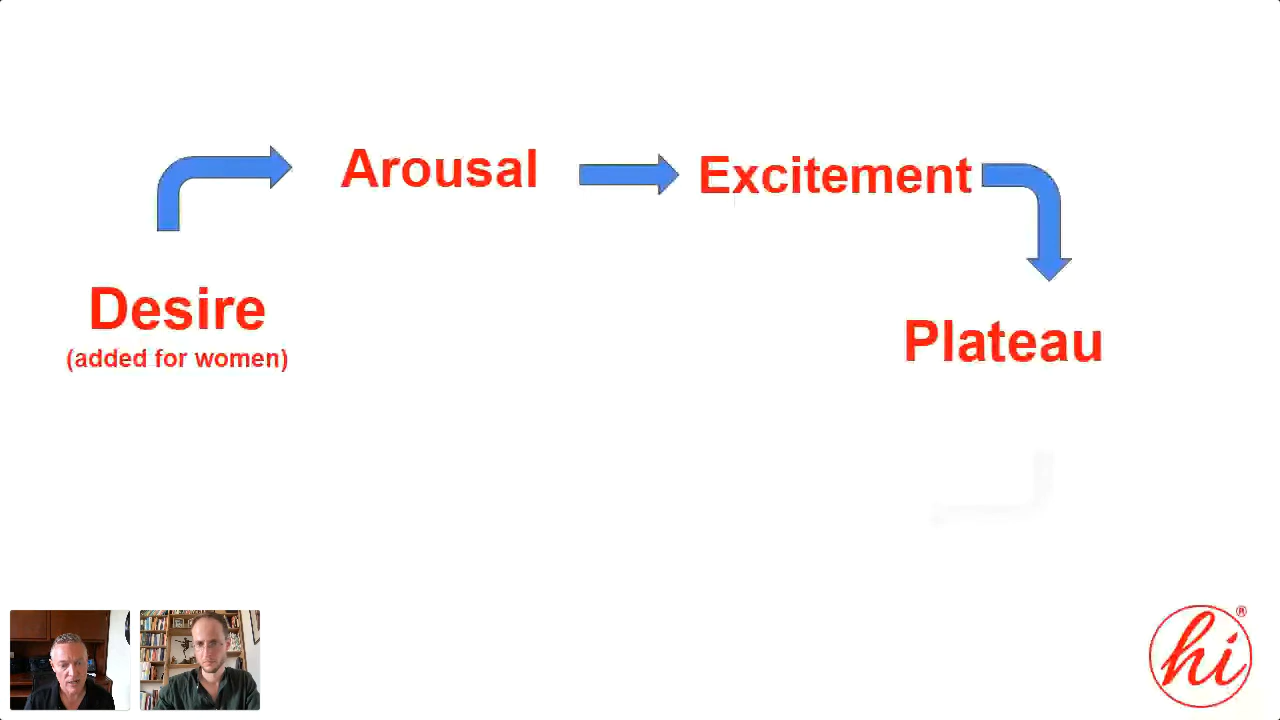 Arousal
Excitement
Desire
(added for women)
Plateau
hi®